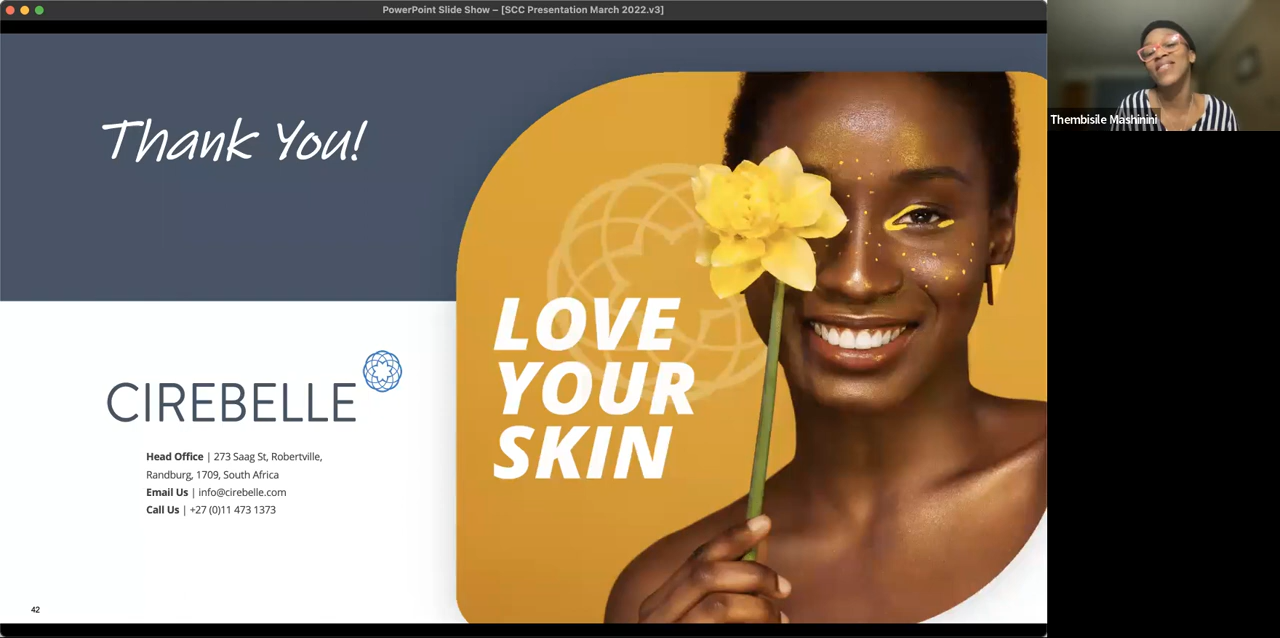 PowerPoint Slide Show – [SCC Presentation March 2022.v3]
Thank You!
LOVE
YOUR
SKIN
CIREBELLE
Head Office | 273 Saag St, Robertville,
Randburg, 1709, South Africa
Email Us | info@cirebelle.com
Call Us | +27 (0)11 473 1373
42
Thembisile Mashinini